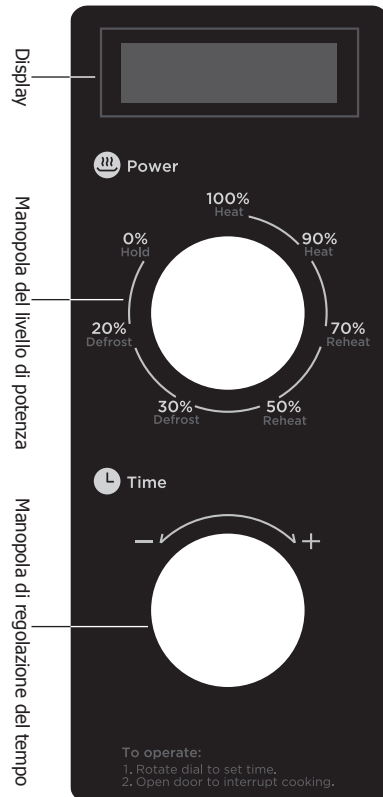 Display
Power
100%
Heat
90%
Heat
0%
Hold
70%
Reheat
20%
Defrost
50%
Reheat
30%
Defrost
Manopola del livello di potenza
Time
− +
Manopola di regolazione del tempo
To operate:
1. Rotate dial to set time.
2. Open door to interrupt cooking.